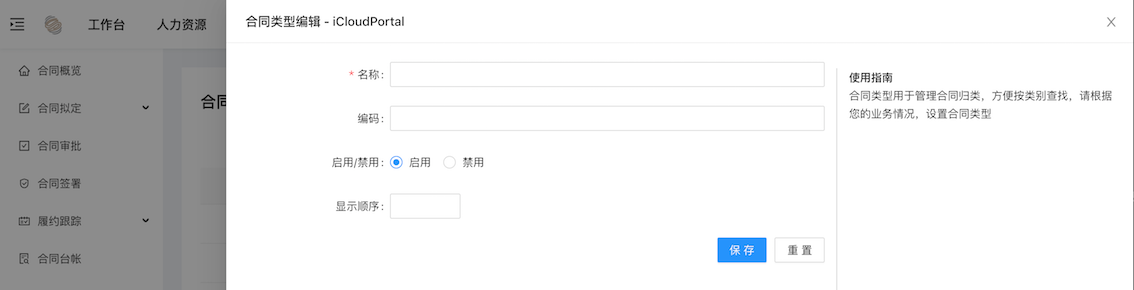 工作台
人力资源
合同概览
合同拟定
合同审批
合同签署
履约跟踪
合同台帐
合同
合同类型编辑 - iCloudPortal
* 名称:
编码:
启用/禁用: 启用 禁用
显示顺序:
保 存 重 置
使用指南
合同类型用于管理合同归类，方便按类别查找，请根据
您的业务情况，设置合同类型